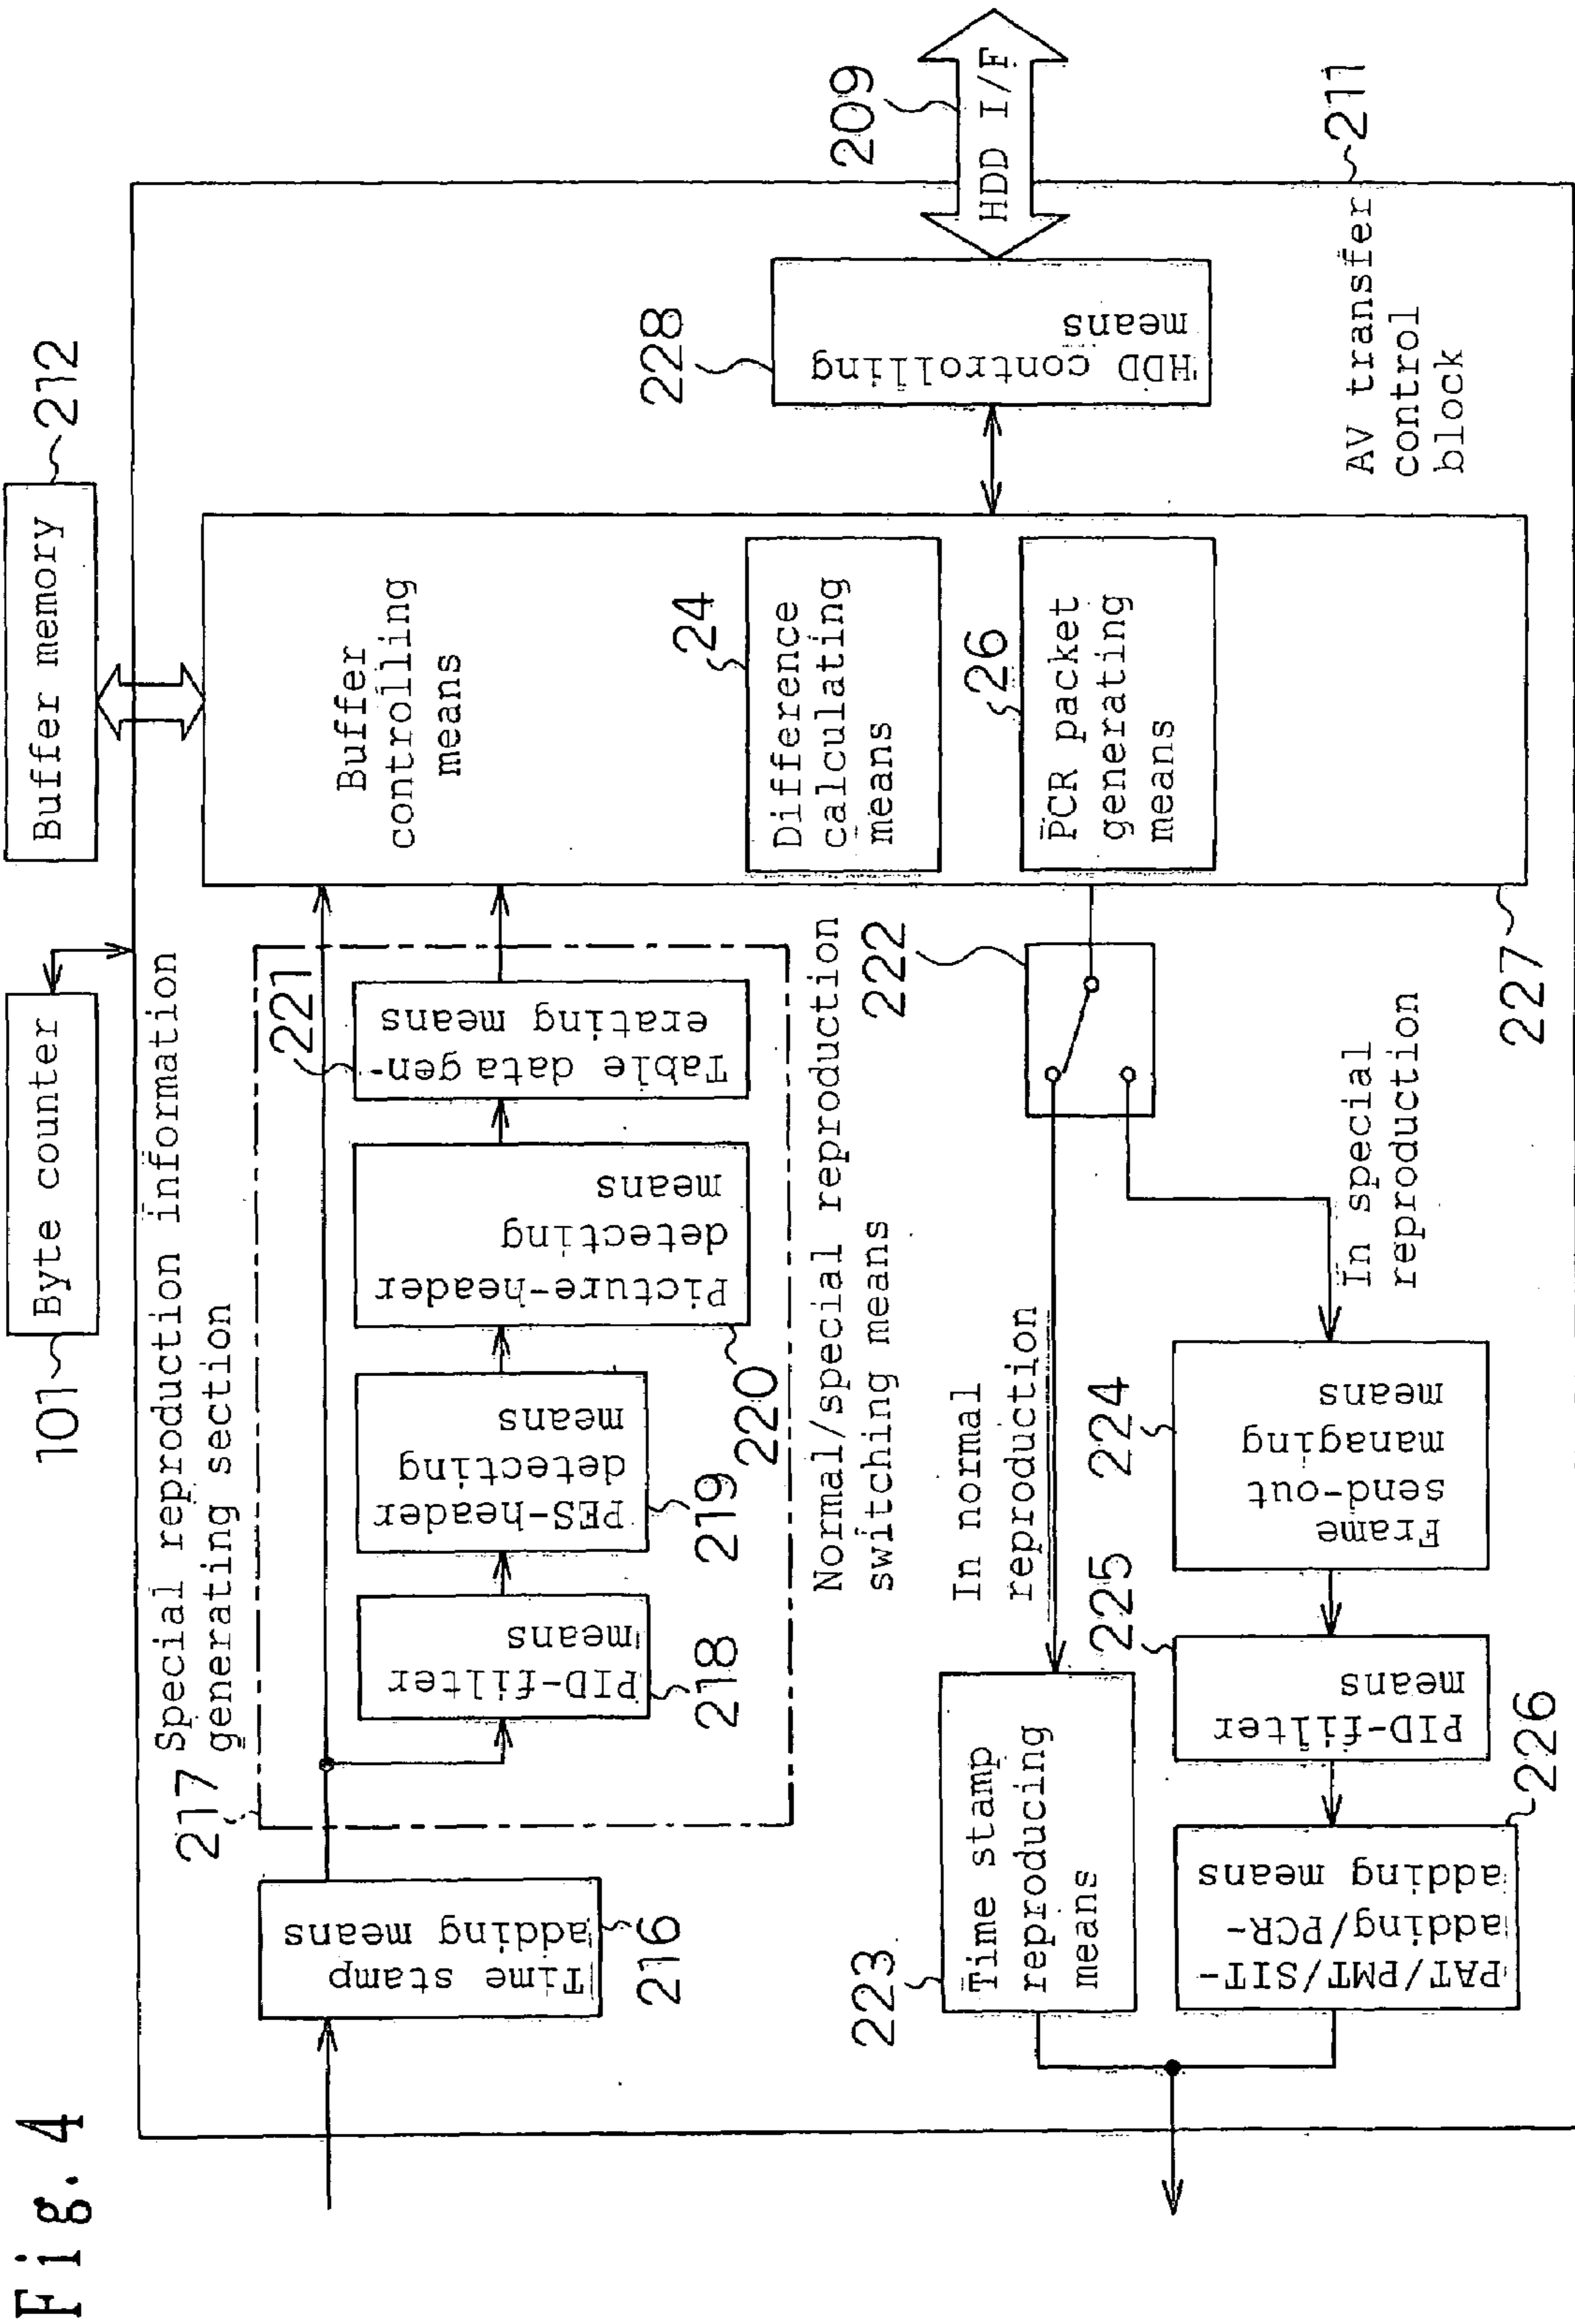 Fig. 4
101
Byte counter
Buffer memory
212
217
Special reproduction information
generating section
Time stamp
adding means
216
PID-filter
means
218
PES-header
detecting
means
219
Picture-header
detecting
means
220
Table data gen-
erating means
221
Buffer
controlling
means
Difference
calculating
means
24
PCR packet
generating
means
26
227
HDD controlling
means
228
HDD I/F
209
AV transfer
control
block
211
Normal/special reproduction
switching means
222
In normal
reproduction
In special
reproduction
Time stamp
reproducing
means
223
Frame
send-out
managing
means
224
PID-filter
means
225
PAT/PMT/SIT-
adding/PCR-
adding means
226